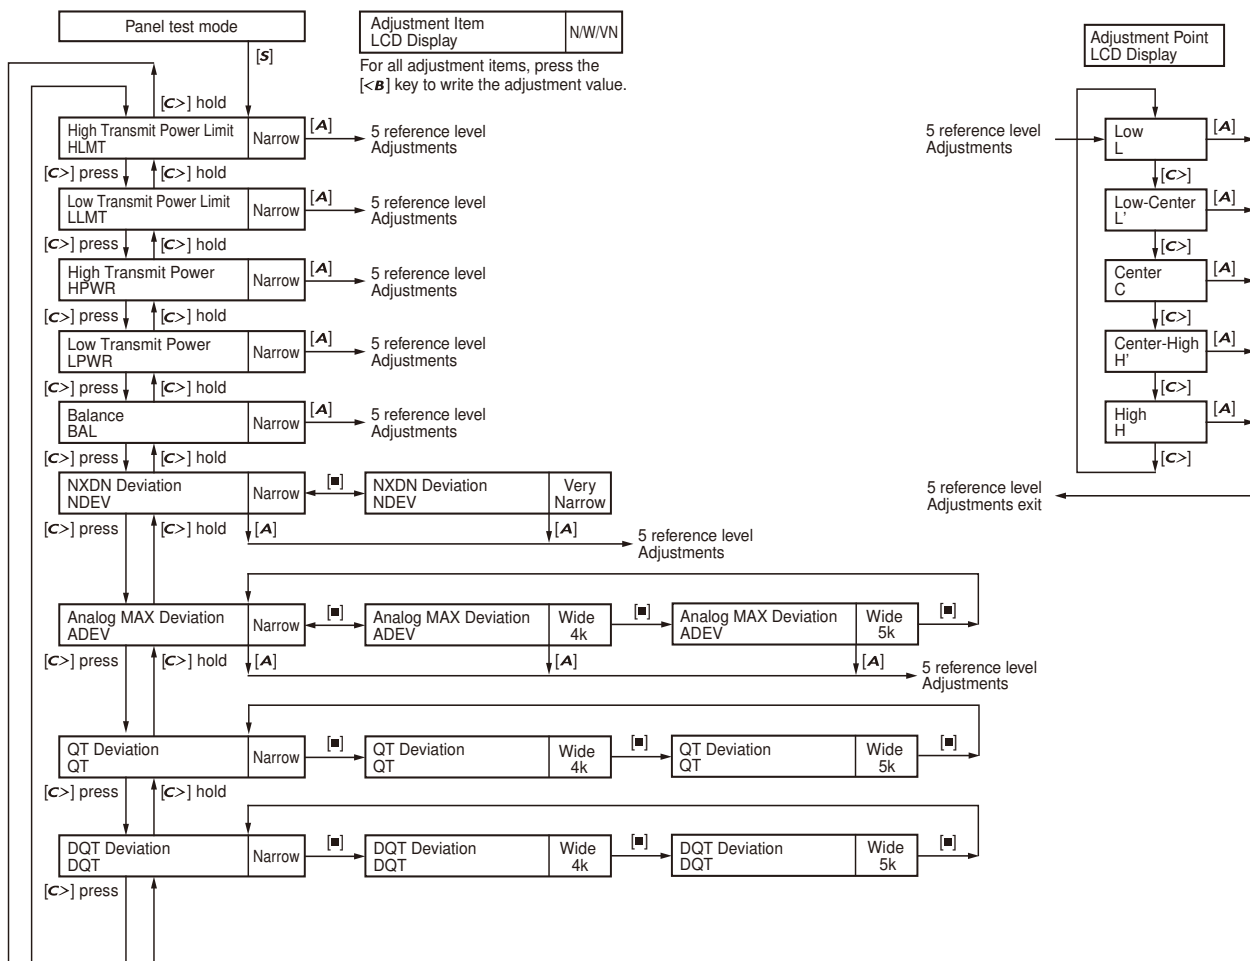 Panel test mode
Adjustment Item
LCD Display
N/W/VN
For all adjustment items, press the
[<B] key to write the adjustment value.
[S]
[C>] hold
High Transmit Power Limit
HLMT
Narrow
[A]
5 reference level
Adjustments
[C>] press
[C>] hold
Low Transmit Power Limit
LLMT
Narrow
[A]
5 reference level
Adjustments
[C>] press
[C>] hold
High Transmit Power
HPWR
Narrow
[A]
5 reference level
Adjustments
[C>] press
[C>] hold
Low Transmit Power
LPWR
Narrow
[A]
5 reference level
Adjustments
[C>] press
[C>] hold
Balance
BAL
Narrow
[A]
5 reference level
Adjustments
[C>] press
[C>] hold
NXDN Deviation
NDEV
Narrow
[■]
NXDN Deviation
NDEV
Very
Narrow
[C>] press
[C>] hold
[A]
[A]
5 reference level
Adjustments
Analog MAX Deviation
ADEV
Narrow
[■]
Analog MAX Deviation
ADEV
Wide
4k
[■]
Analog MAX Deviation
ADEV
Wide
5k
[■]
[C>] press
[C>] hold
[A]
[A]
[A]
5 reference level
Adjustments
QT Deviation
QT
Narrow
[■]
QT Deviation
QT
Wide
4k
[■]
QT Deviation
QT
Wide
5k
[■]
[C>] press
[C>] hold
DQT Deviation
DQT
Narrow
[■]
DQT Deviation
DQT
Wide
4k
[■]
DQT Deviation
DQT
Wide
5k
[■]
[C>] press
Adjustment Point
LCD Display
5 reference level
Adjustments
Low
L
[A]
[C>]
Low-Center
L'
[A]
[C>]
Center
C
[A]
[C>]
Center-High
H'
[A]
[C>]
High
H
[A]
[C>]
5 reference level
Adjustments exit